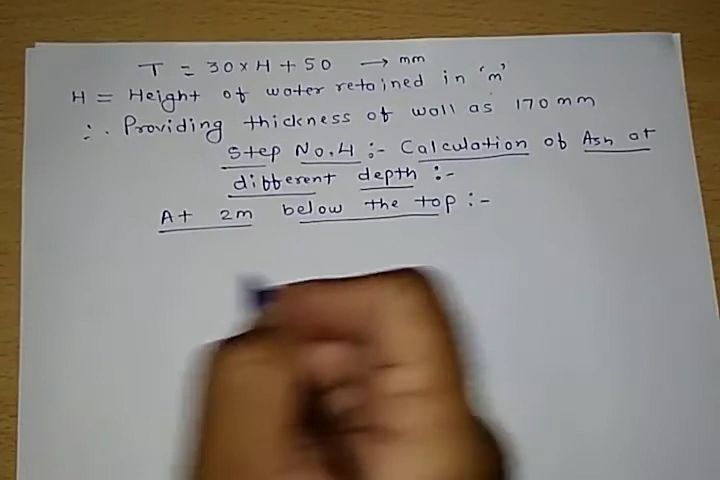 T = 30 x H + 50 → mm
H = Height of water retained in 'm'
∴ Providing thickness of wall as 170 mm
Step No.4 :- Calculation of Ash at
different depth :-
At 2m below the top :-